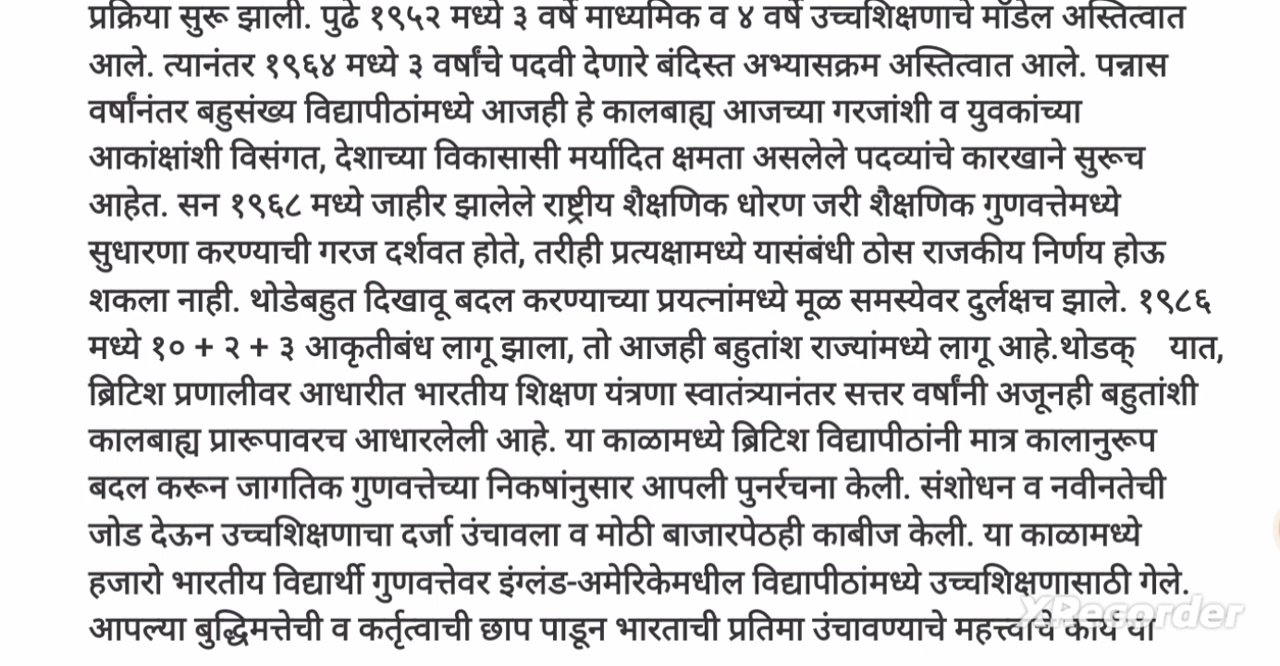 प्रक्रिया सुरू झाली. पुढे १९५२ मध्ये ३ वर्षे माध्यमिक व ४ वर्षे उच्चशिक्षणाचे मॉडेल अस्तित्वात
आले. त्यानंतर १९६४ मध्ये ३ वर्षांचे पदवी देणारे बंदिस्त अभ्यासक्रम अस्तित्वात आले. पन्नास
वर्षांनंतर बहुसंख्य विद्यापीठांमध्ये आजही हे कालबाह्य आजच्या गरजांशी व युवकांच्या
आकांक्षांशी विसंगत, देशाच्या विकासासी मर्यादित क्षमता असलेले पदव्यांचे कारखाने सुरूच
आहेत. सन १९६८ मध्ये जाहीर झालेले राष्ट्रीय शैक्षणिक धोरण जरी शैक्षणिक गुणवत्तेमध्ये
सुधारणा करण्याची गरज दर्शवत होते, तरीही प्रत्यक्षामध्ये यासंबंधी ठोस राजकीय निर्णय होऊ
शकला नाही. थोडेबहुत दिखावू बदल करण्याच्या प्रयत्नांमध्ये मूळ समस्येवर दुर्लक्षच झाले. १९८६
मध्ये १० + २ + ३ आकृतीबंध लागू झाला, तो आजही बहुतांश राज्यांमध्ये लागू आहे.थोडक् यात,
ब्रिटिश प्रणालीवर आधारीत भारतीय शिक्षण यंत्रणा स्वातंत्र्यानंतर सत्तर वर्षांनी अजूनही बहुतांशी
कालबाह्य प्रारूपावरच आधारलेली आहे. या काळामध्ये ब्रिटिश विद्यापीठांनी मात्र कालानुरूप
बदल करून जागतिक गुणवत्तेच्या निकषांनुसार आपली पुनर्रचना केली. संशोधन व नवीनतेची
जोड देऊन उच्चशिक्षणाचा दर्जा उंचावला व मोठी बाजारपेठही काबीज केली. या काळामध्ये
हजारो भारतीय विद्यार्थी गुणवत्तेवर इंग्लंड-अमेरिकेमधील विद्यापीठांमध्ये उच्चशिक्षणासाठी गेले.
आपल्या बुद्धिमत्तेची व कर्तृत्वाची छाप पाडून भारताची प्रतिमा उंचावण्याचे महत्त्वाचे कार्य या
XRecorder